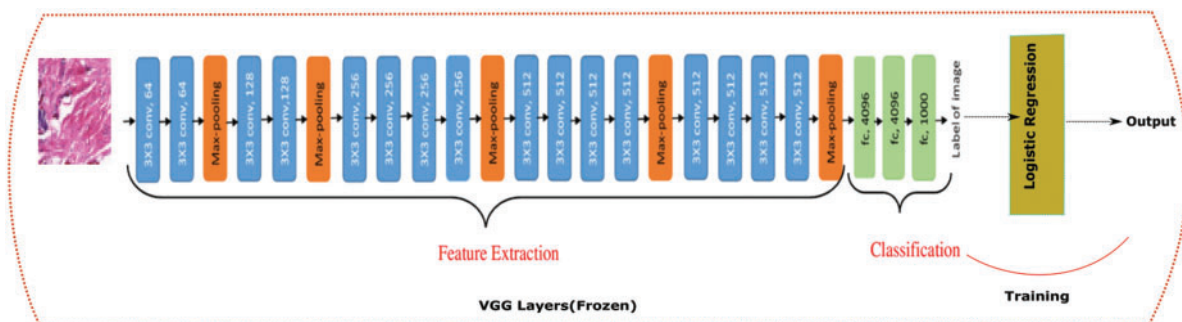 3X3 conv, 64
3X3 conv, 64
Max-pooling
3X3 conv, 128
3X3 conv,128
Max-pooling
3X3 conv, 256
3X3 conv, 256
3X3 conv, 256
3X3 conv, 256
Max-pooling
3X3 conv, 512
3X3 conv, 512
3X3 conv, 512
3X3 conv, 512
Max-pooling
3X3 conv, 512
3X3 conv, 512
3X3 conv, 512
3X3 conv, 512
Max-pooling
fc, 4096
fc, 4096
fc, 1000
Label of image
Logistic Regression
Output
Feature Extraction
Classification
VGG Layers(Frozen)
Training